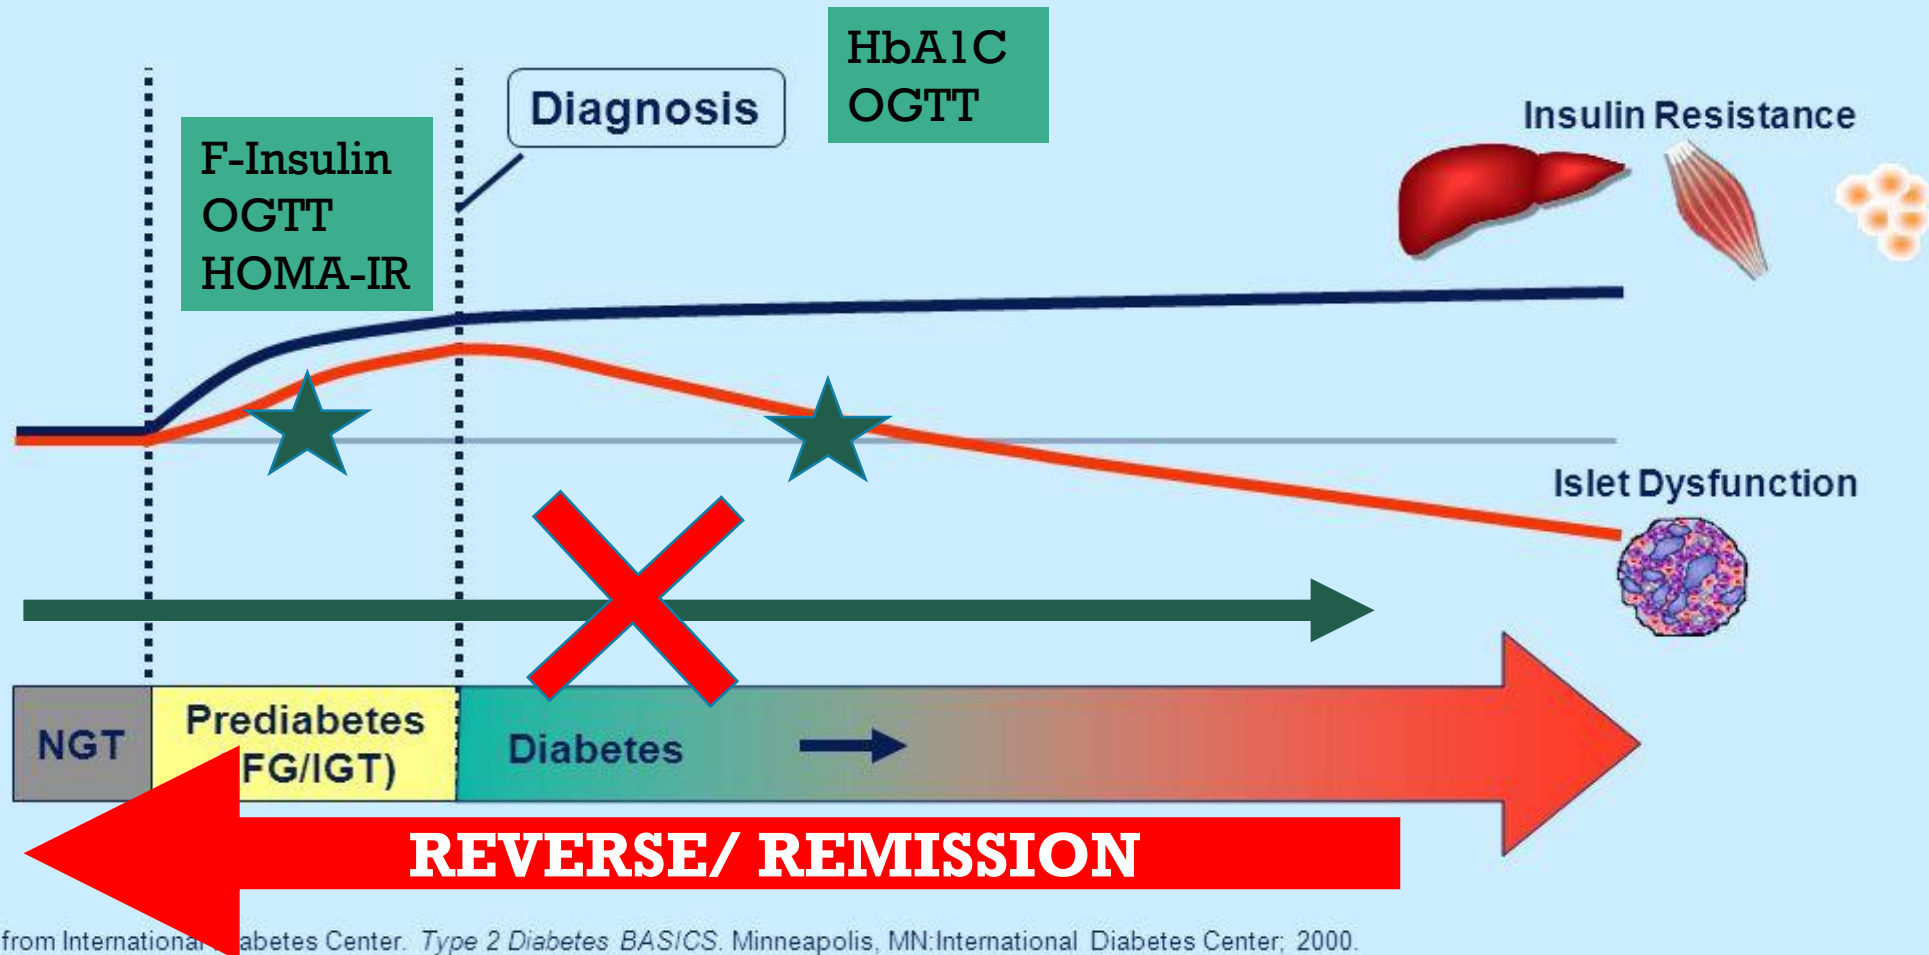 HbA1C
OGTT
Diagnosis
Insulin Resistance
F-Insulin
OGTT
HOMA-IR
Islet Dysfunction
NGT
Prediabetes
FG/IGT)
Diabetes
REVERSE/ REMISSION
from International abetes Center. Type 2 Diabetes BASICS. Minneapolis, MN:International Diabetes Center; 2000.